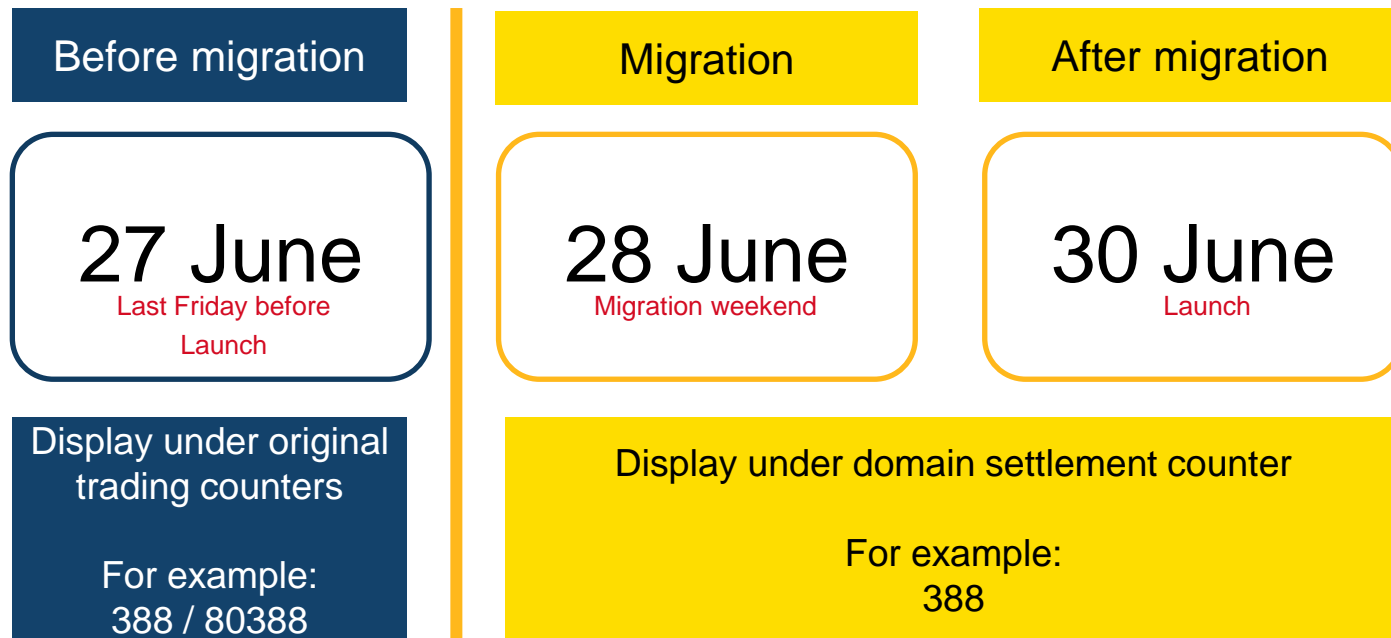 Before migration
Migration
After migration
27 June
Last Friday before
Launch
28 June
Migration weekend
30 June
Launch
Display under original
trading counters
For example:
388 / 80388
Display under domain settlement counter
For example:
388